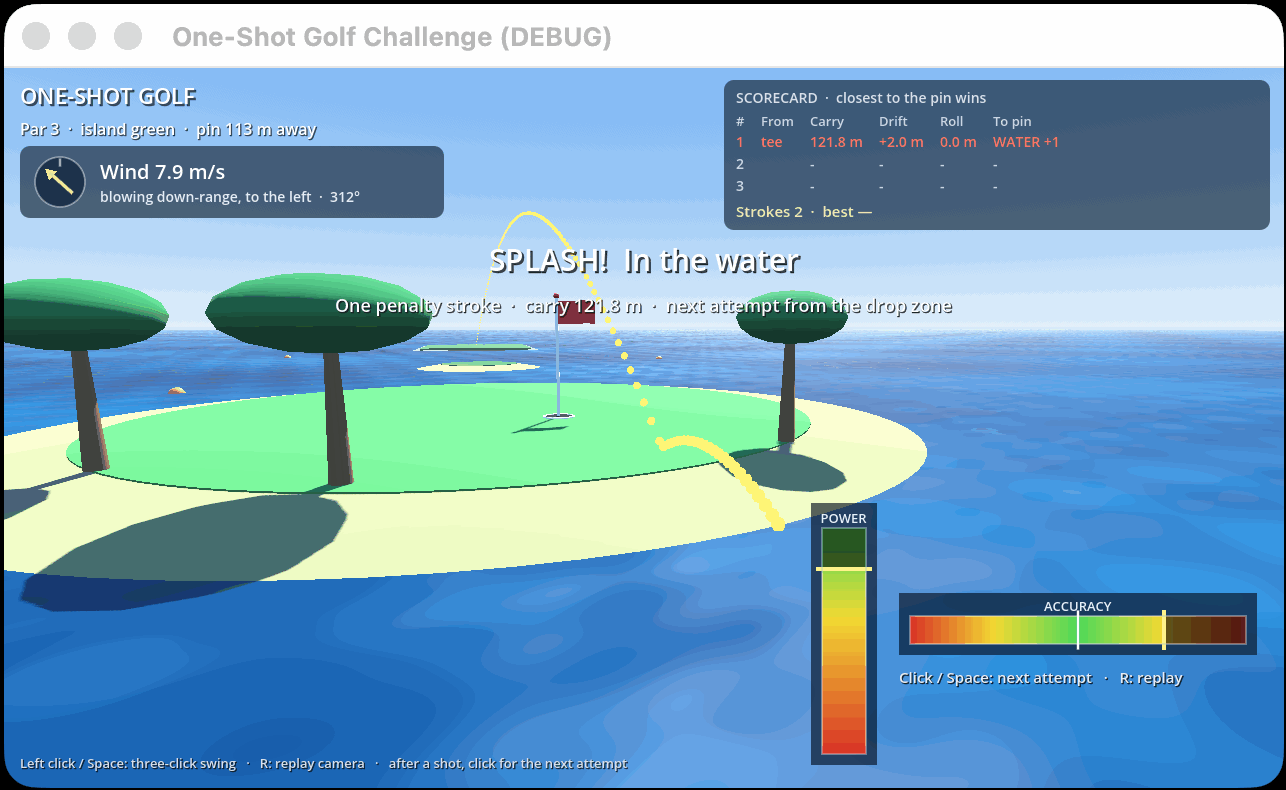 One-Shot Golf Challenge (DEBUG)
ONE-SHOT GOLF
Par 3 · island green · pin 113 m away
Wind 7.9 m/s
blowing down-range, to the left · 312°
SCORECARD · closest to the pin wins
# From Carry Drift Roll To pin
1 tee 121.8 m +2.0 m 0.0 m WATER +1
2 - - - -
3 - - - -
Strokes 2 · best —
SPLASH! In the water
One penalty stroke · carry 121.8 m · next attempt from the drop zone
POWER
ACCURACY
Click / Space: next attempt · R: replay
Left click / Space: three-click swing · R: replay camera · after a shot, click for the next attempt